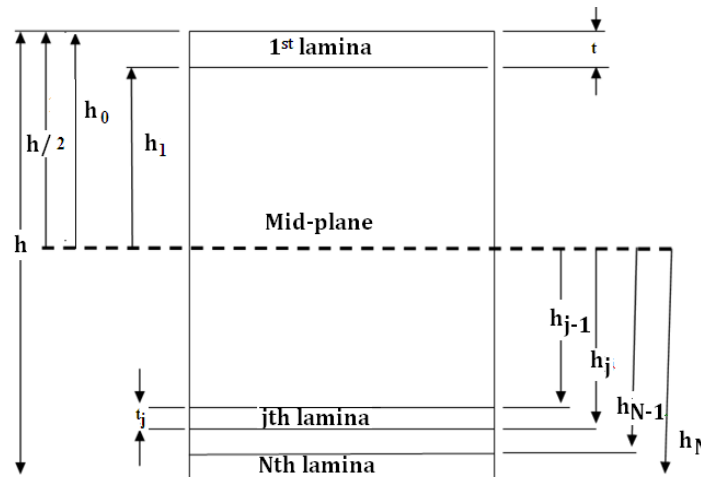 1st lamina
t
h0
h/2
h1
Mid-plane
h
hj-1
hj
tj
jth lamina
hN-1
hN
Nth lamina